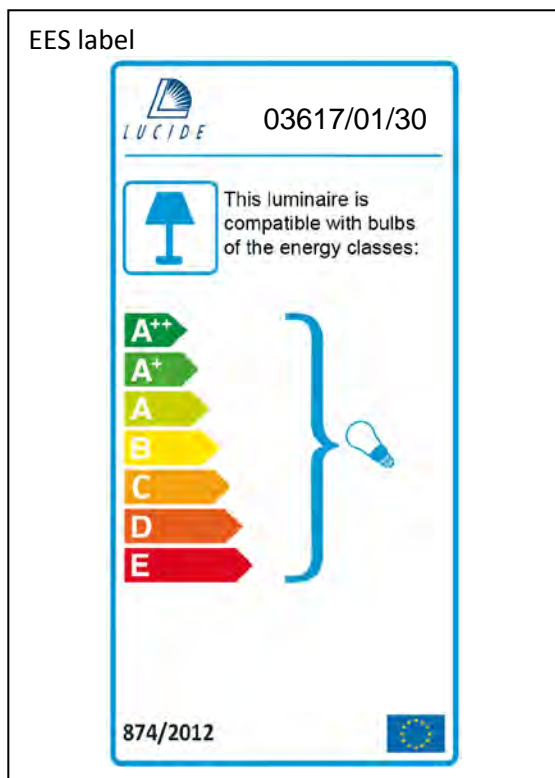 EES label
LUCIDE
03617/01/30
This luminaire is
compatible with bulbs
of the energy classes:
A++
A+
A
B
C
D
E
874/2012